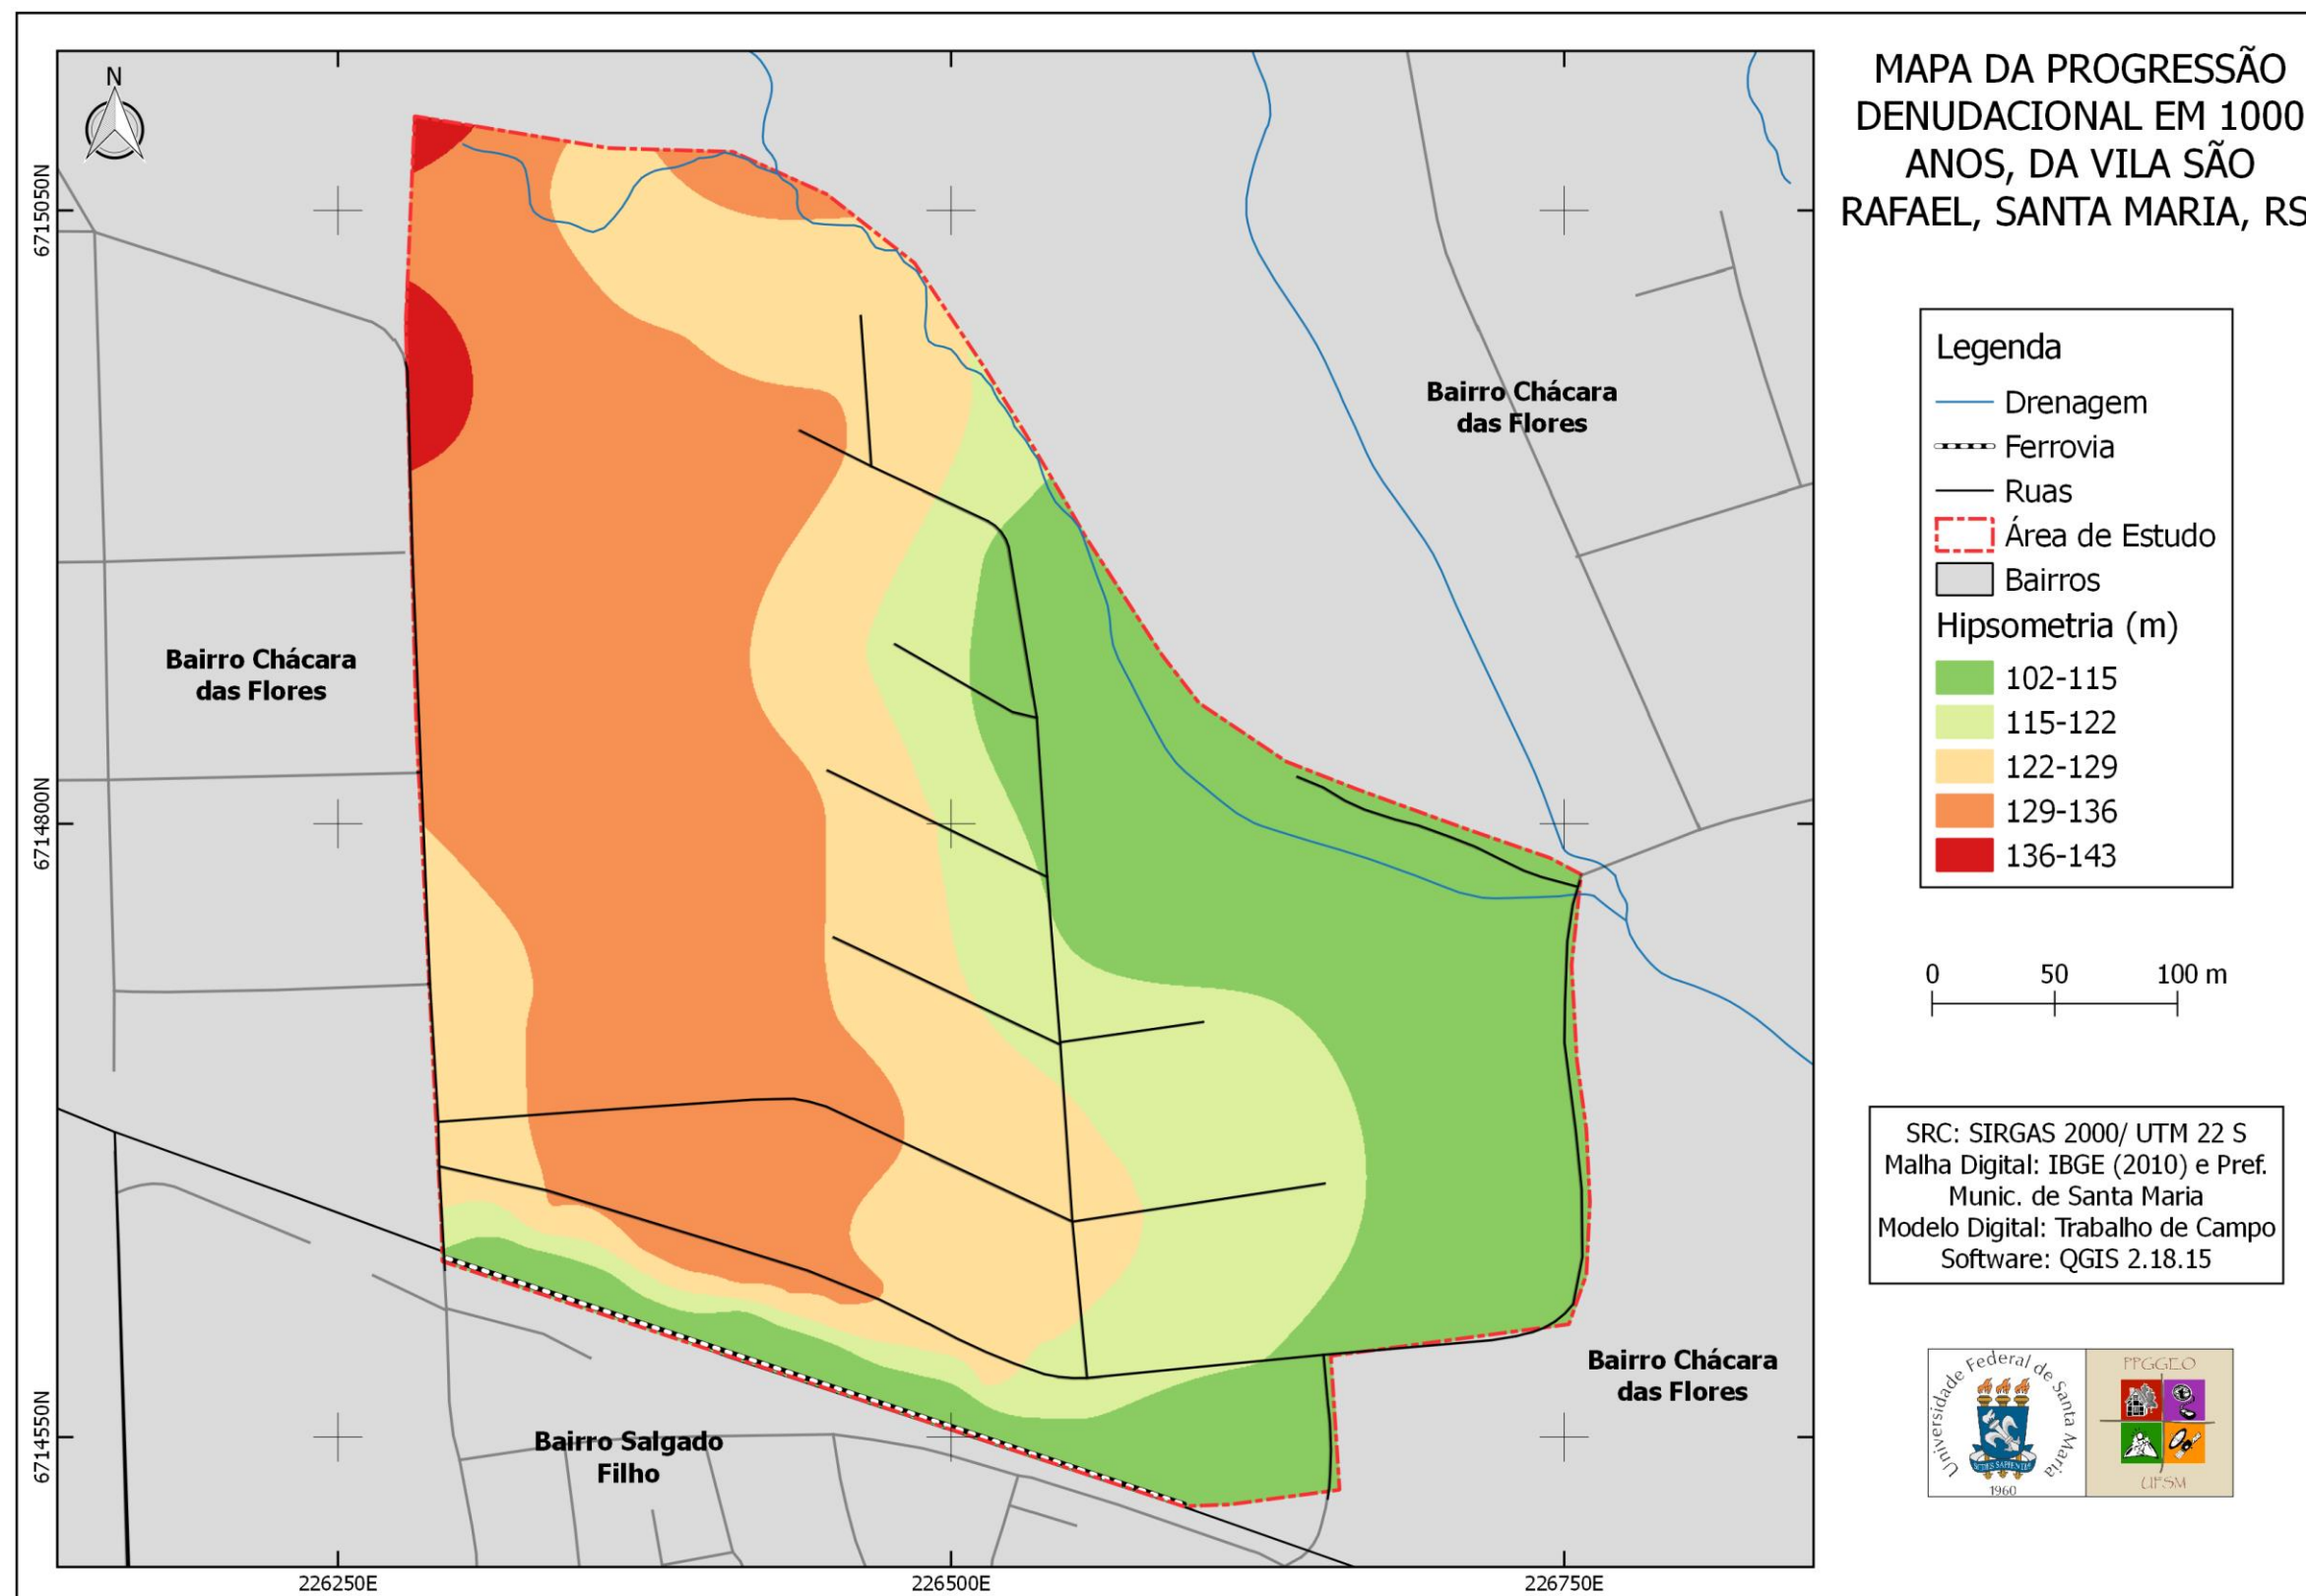 MAPA DA PROGRESSÃO
DENUDACIONAL EM 1000
ANOS, DA VILA SÃO
RAFAEL, SANTA MARIA, RS
N
6715050N
6714800N
6714550N
226250E
226500E
226750E
Bairro Chácara
das Flores
Bairro Chácara
das Flores
Bairro Chácara
das Flores
Bairro Salgado
Filho
Legenda
Drenagem
Ferrovia
Ruas
Área de Estudo
Bairros
Hipsometria (m)
102-115
115-122
122-129
129-136
136-143
0 50 100 m
SRC: SIRGAS 2000/ UTM 22 S
Malha Digital: IBGE (2010) e Pref.
Munic. de Santa Maria
Modelo Digital: Trabalho de Campo
Software: QGIS 2.18.15
Universidade Federal de Santa Maria
1960
PPGGEO
UFSM